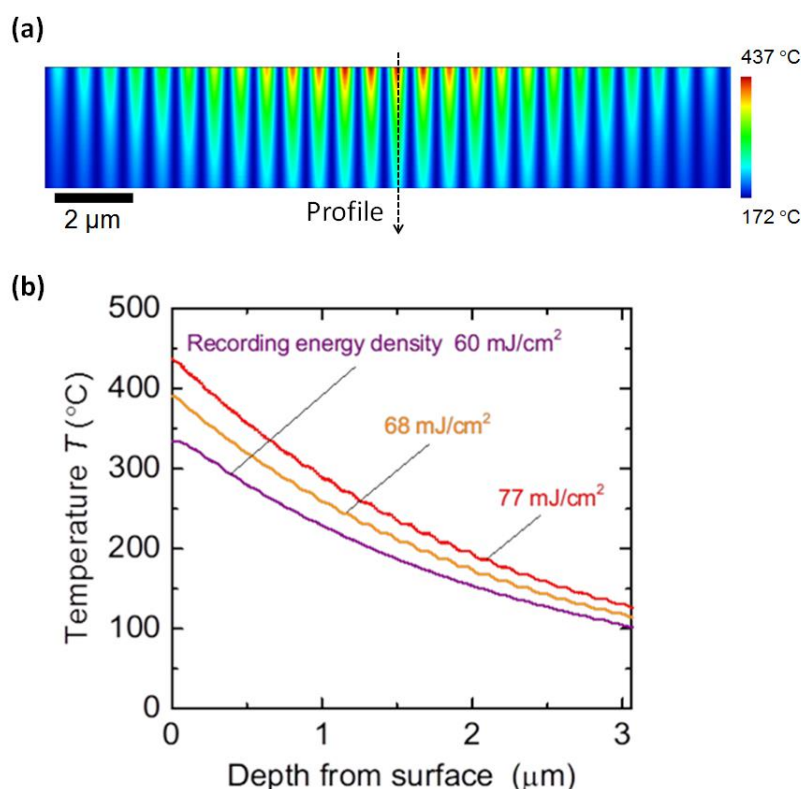 (a)
437 °C
172 °C
2 μm
Profile
(b)
500
400
300
200
100
0
Temperature T (°C)
Recording energy density 60 mJ/cm²
68 mJ/cm²
77 mJ/cm²
0 1 2 3
Depth from surface (μm)